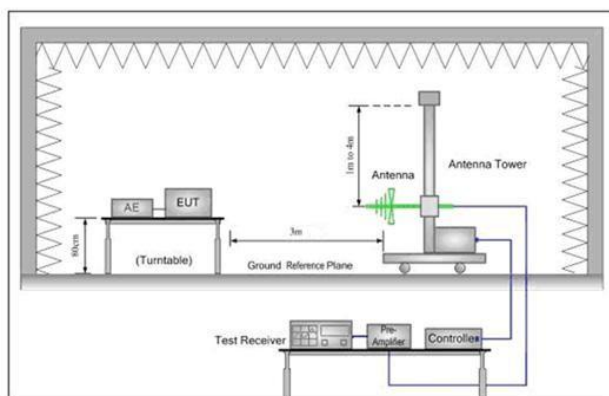 1m to 4m
Antenna
Antenna Tower
AE
EUT
80cm
(Turntable)
3m
Ground Reference Plane
Test Receiver
Pre-
Amplifier
Controller